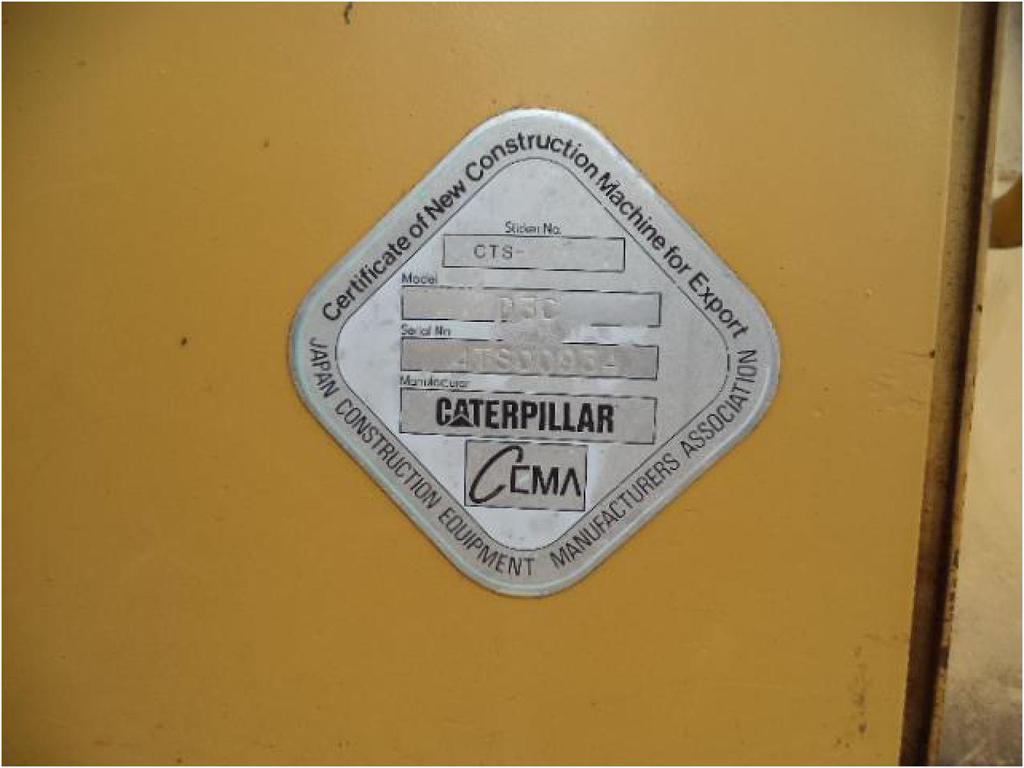 Certificate of New Construction Machine for Export
Sticker No.
CTS-
Model
Serial No
Manufacturer
CATERPILLAR
CEMA
JAPAN CONSTRUCTION EQUIPMENT MANUFACTURERS ASSOCIATION